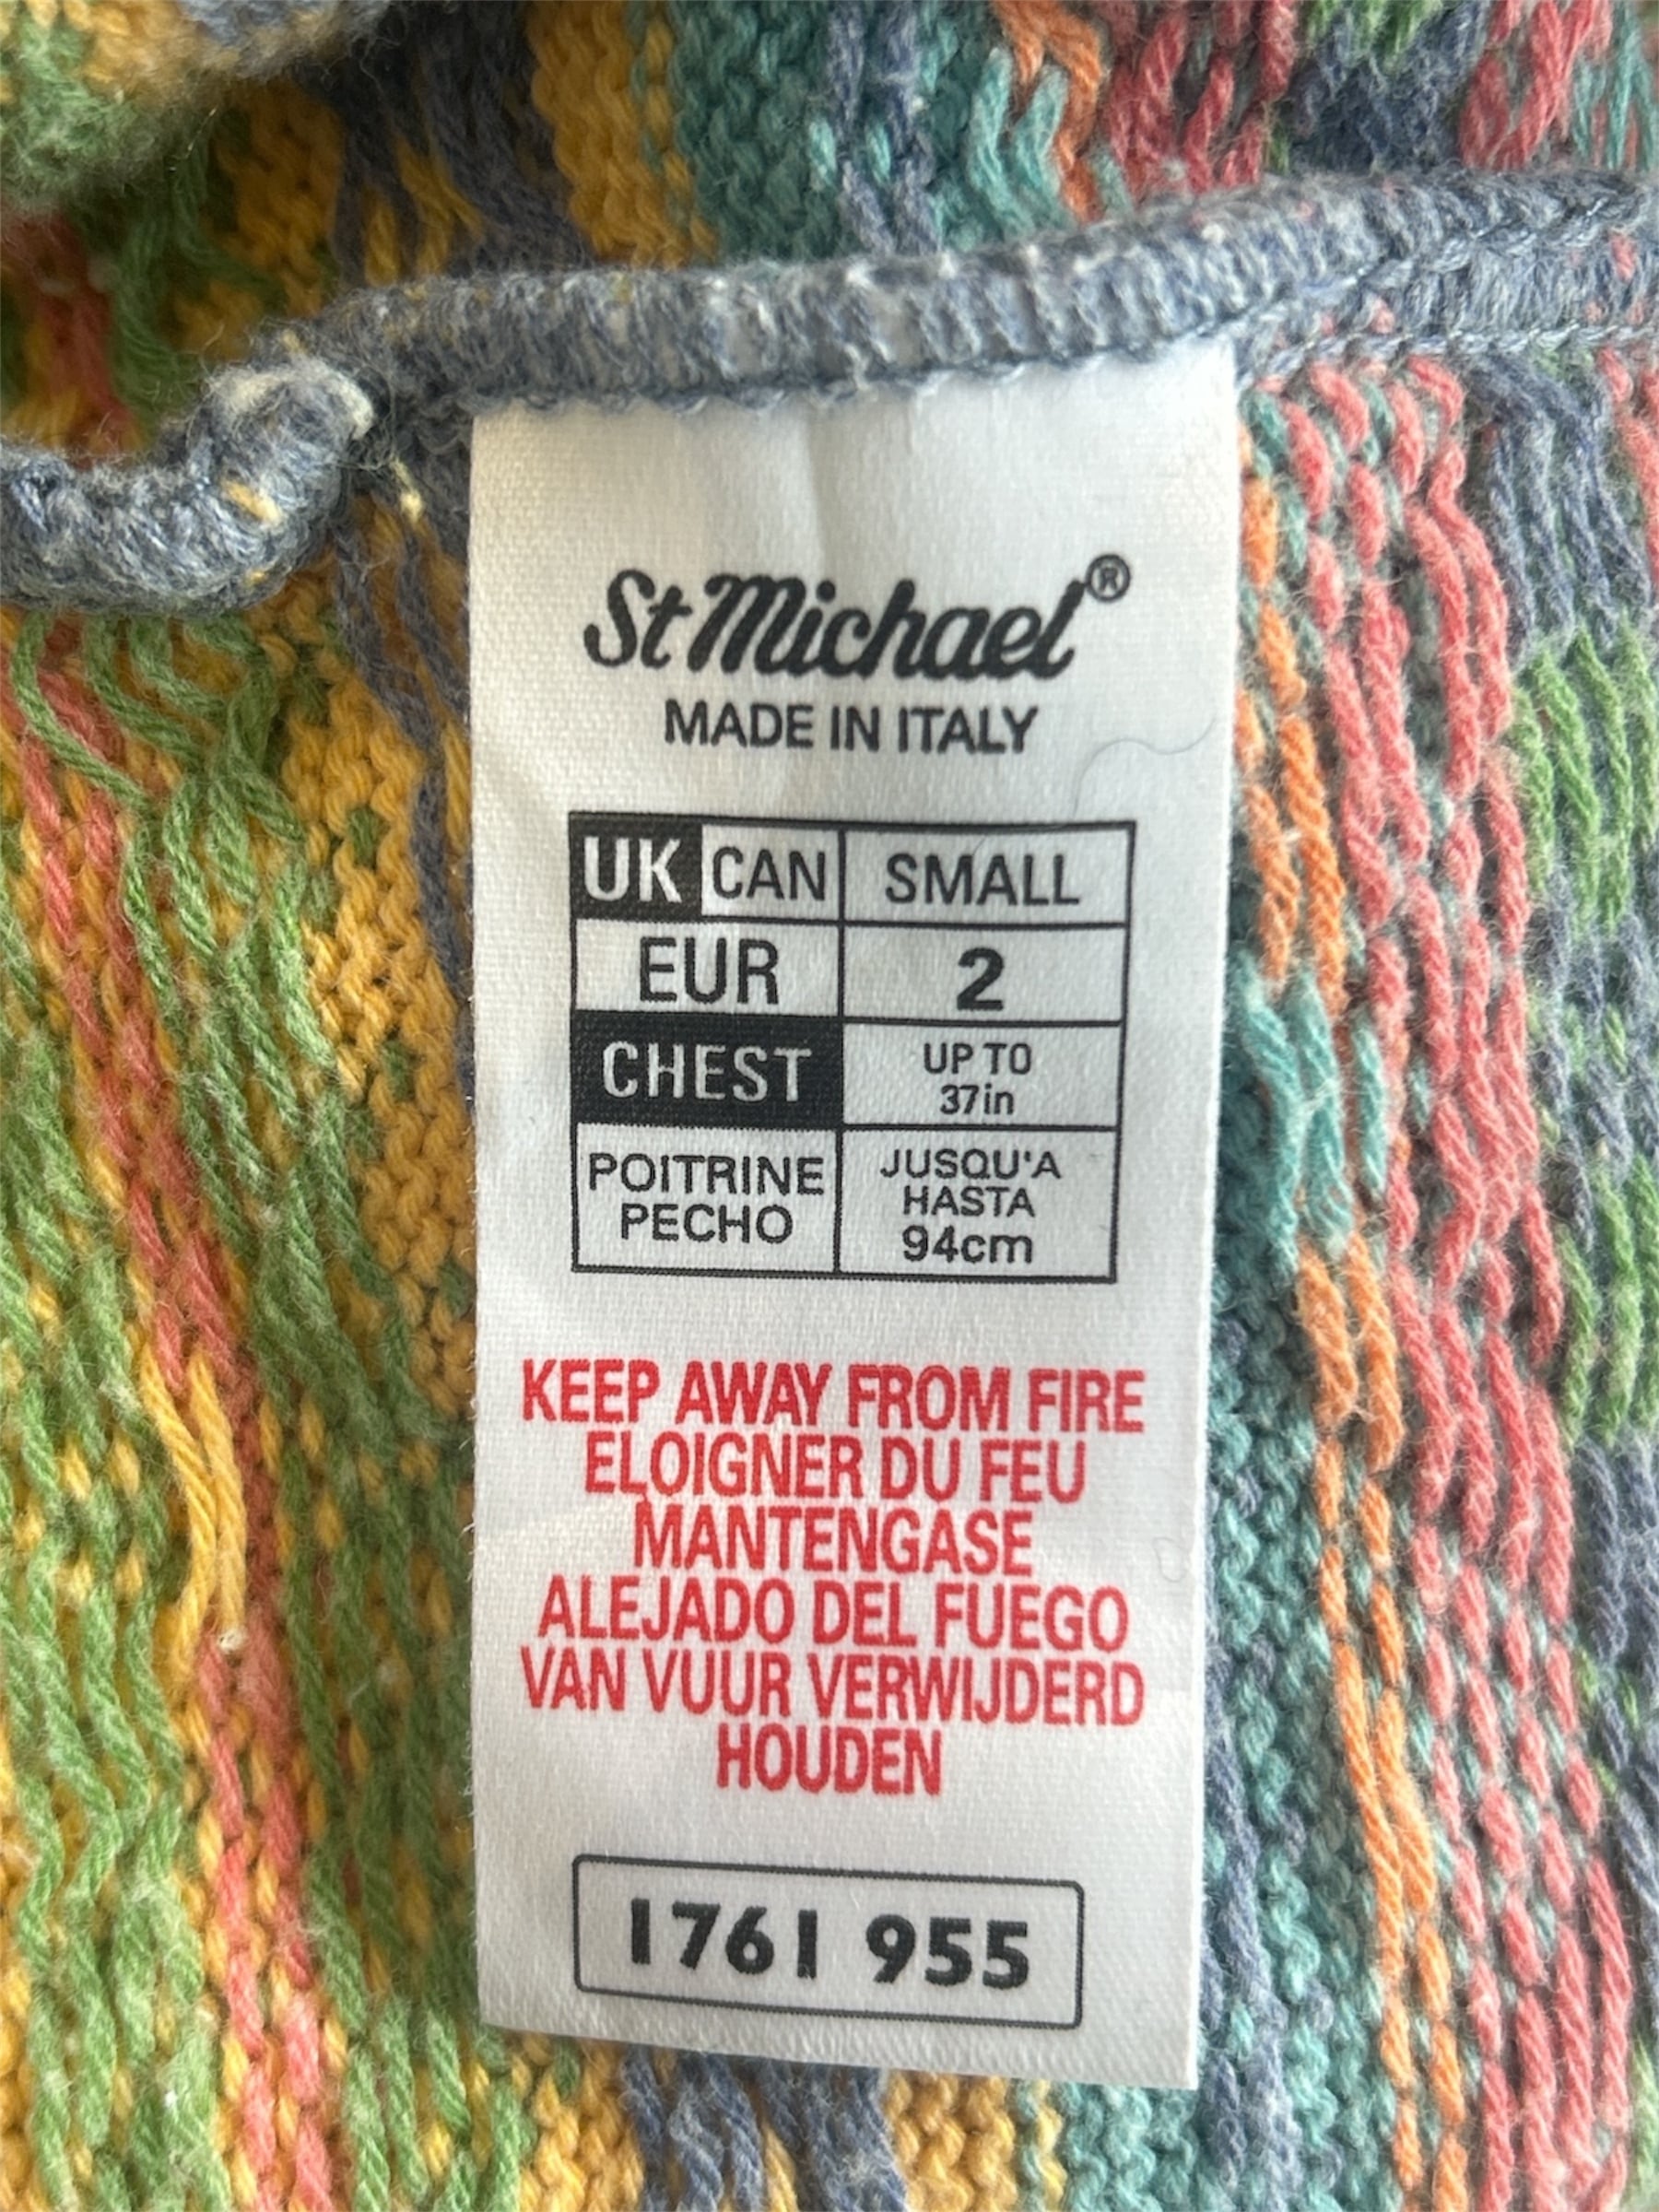 St Michael®
MADE IN ITALY
UK CAN SMALL
EUR 2
CHEST UP TO
37in
POITRINE
PECHO
JUSQU'A
HASTA
94cm
KEEP AWAY FROM FIRE
ELOIGNER DU FEU
MANTENGASE
ALEJADO DEL FUEGO
VAN VUUR VERWIJDERD
HOUDEN
1761 955